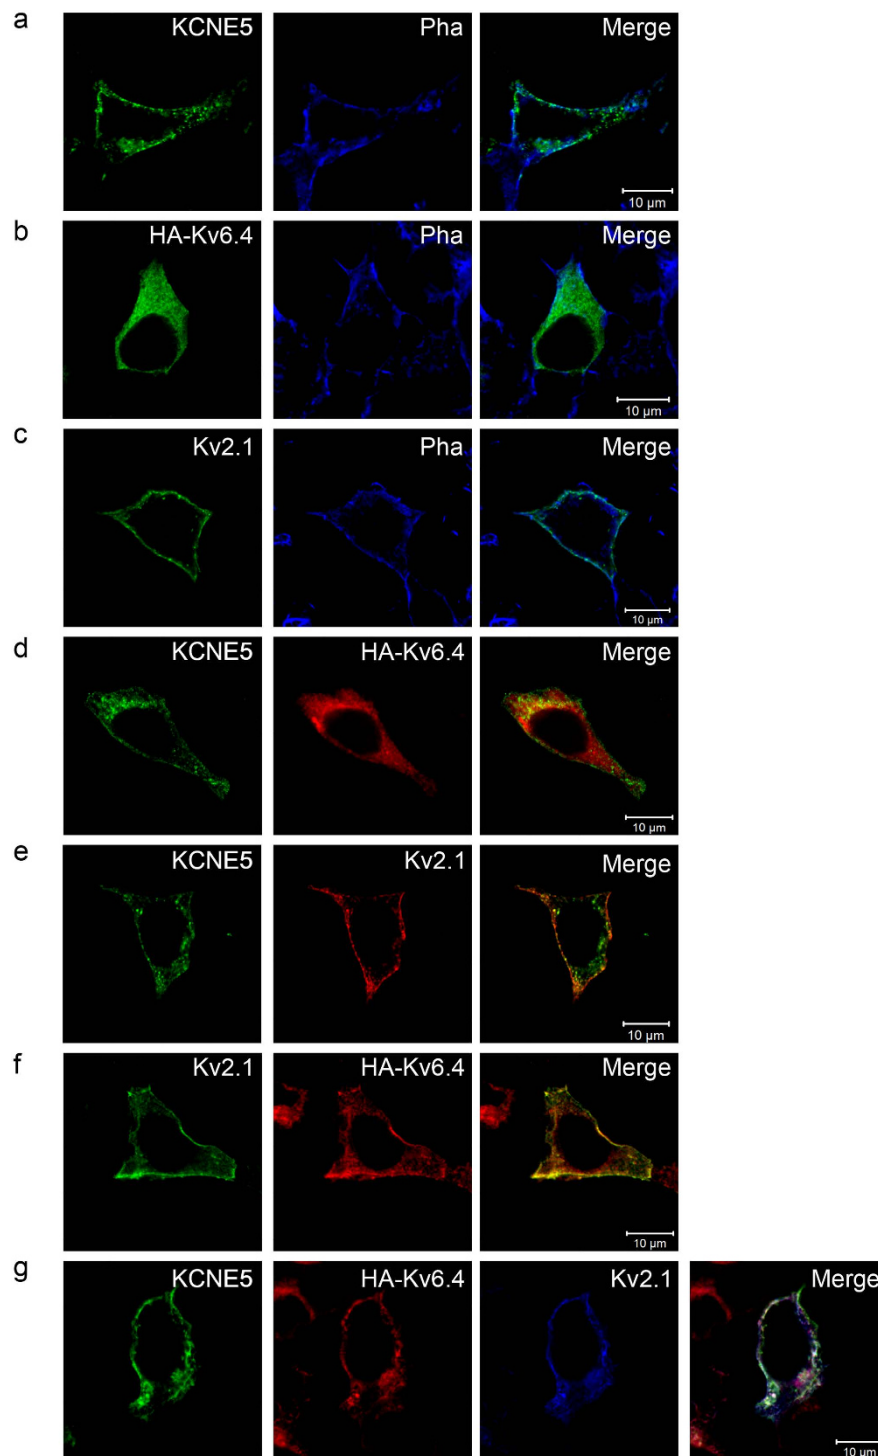 a
KCNE5 Pha Merge
10 µm
b
HA-Kv6.4 Pha Merge
10 µm
c
Kv2.1 Pha Merge
10 µm
d
KCNE5 HA-Kv6.4 Merge
10 µm
e
KCNE5 Kv2.1 Merge
10 µm
f
Kv2.1 HA-Kv6.4 Merge
10 µm
g
KCNE5 HA-Kv6.4 Kv2.1 Merge
10 µm